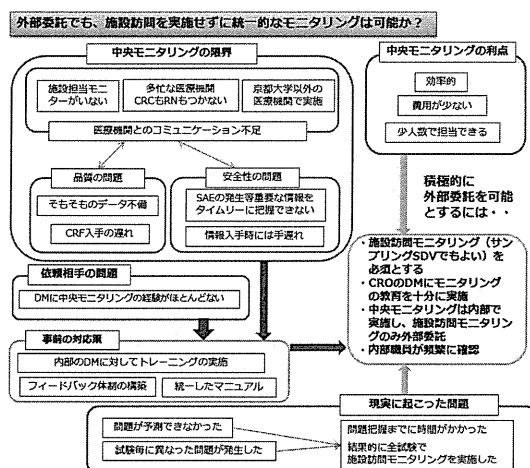 外部委託でも、施設訪問を実施せずに統一的なモニタリングは可能か？
中央モニタリングの限界
施設担当モニ
ターがいない
多忙な医療機関
CRCもRNもつかない
京都大学以外の
医療機関で実施
医療機関とのコミュニケーション不足
品質の問題
そもそものデータ不備
CRF入手の遅れ
安全性の問題
SAEの発生等重要な情報を
タイムリーに把握できない
情報入手時には手遅れ
依頼相手の問題
DMに中央モニタリングの経験がほとんどない
事前の対応策
内部のDMに対してトレーニングの実施
フィードバック体制の構築
統一したマニュアル
中央モニタリングの利点
効率的
費用が少ない
少人数で担当できる
積極的に
外部委託を可能
とするには・・
・施設訪問モニタリング（サ
ンプリングSDVでもよい）を
必須とする
・CROのDMにモニタリング
の教育を十分に実施
・中央モニタリングは内部で
実施し、施設訪問モニタリン
グのみ外部委託
・内部職員が頻繁に確認
現実に起こった問題
問題が予測できなかった
試験毎に異なった問題が発生した
問題把握までに時間がかかった
結果的に全試験で
施設訪問モニタリングを実施した